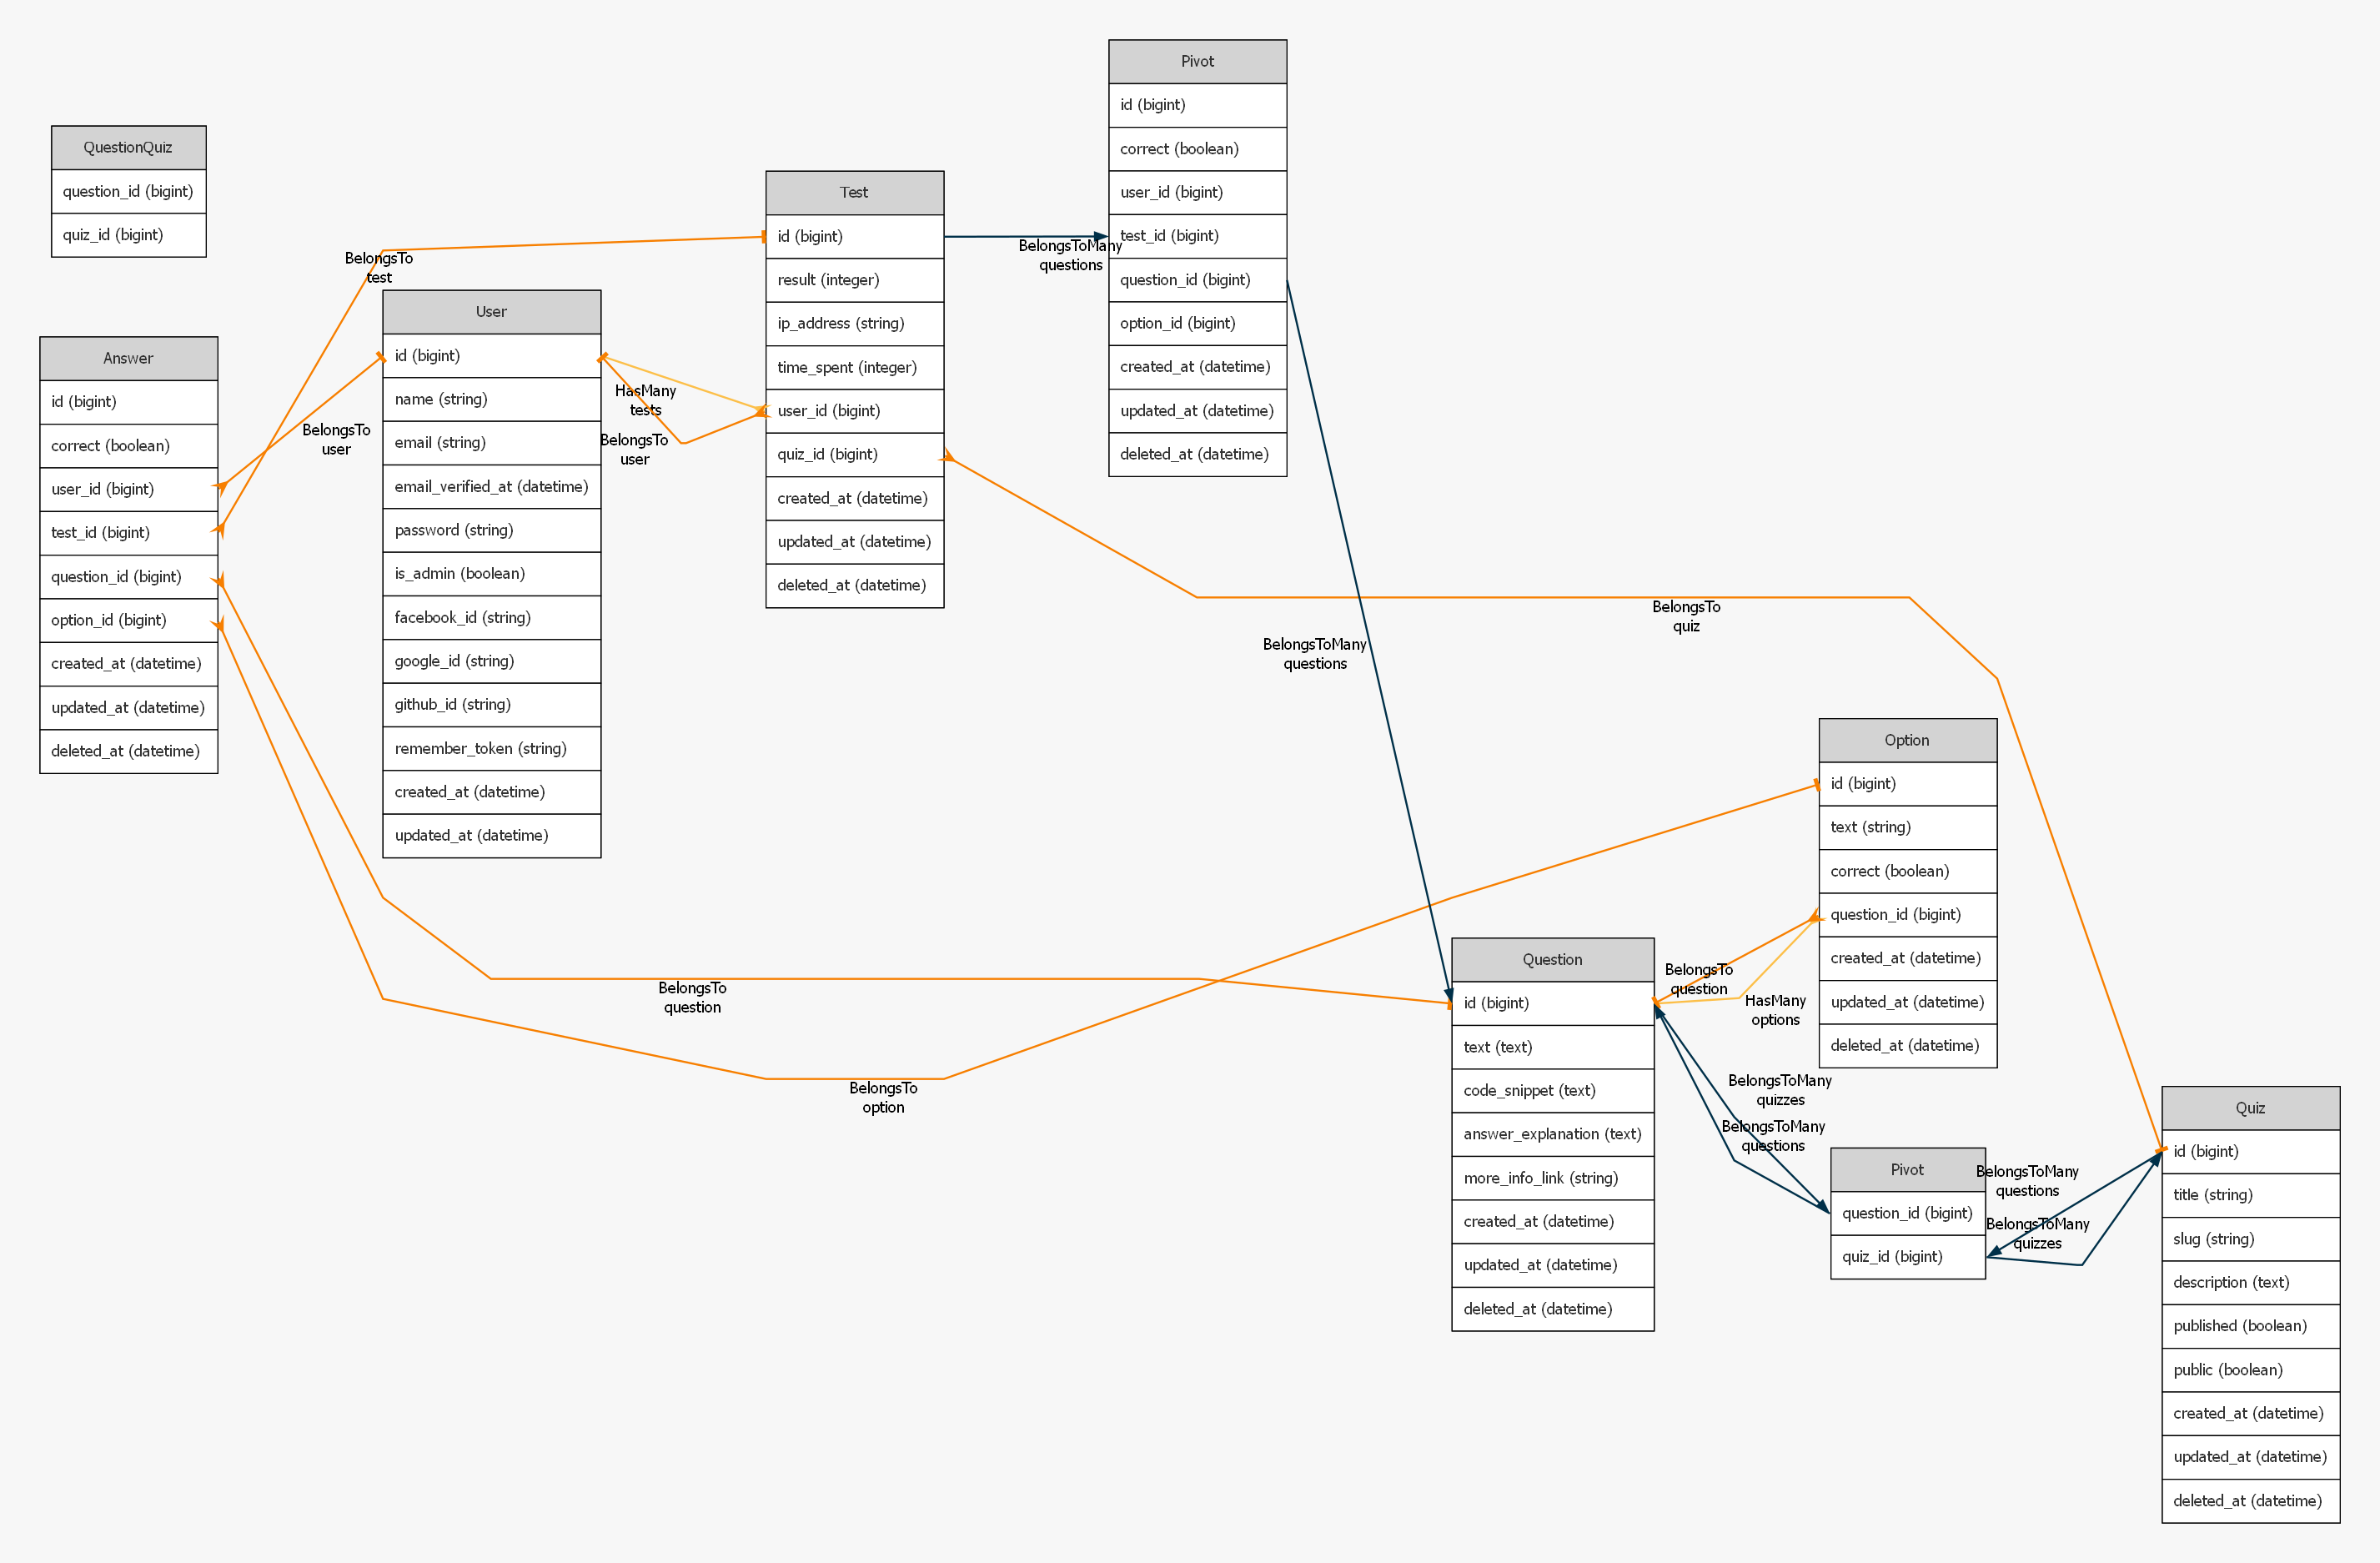 QuestionQuiz
question_id (bigint)
quiz_id (bigint)
Answer
id (bigint)
correct (boolean)
user_id (bigint)
test_id (bigint)
question_id (bigint)
option_id (bigint)
created_at (datetime)
updated_at (datetime)
deleted_at (datetime)
BelongsTo
test
BelongsTo
user
User
id (bigint)
name (string)
email (string)
email_verified_at (datetime)
password (string)
is_admin (boolean)
facebook_id (string)
google_id (string)
github_id (string)
remember_token (string)
created_at (datetime)
updated_at (datetime)
HasMany
tests
BelongsTo
user
Test
id (bigint)
result (integer)
ip_address (string)
time_spent (integer)
user_id (bigint)
quiz_id (bigint)
created_at (datetime)
updated_at (datetime)
deleted_at (datetime)
BelongsToMany
questions
Pivot
id (bigint)
correct (boolean)
user_id (bigint)
test_id (bigint)
question_id (bigint)
option_id (bigint)
created_at (datetime)
updated_at (datetime)
deleted_at (datetime)
BelongsToMany
questions
BelongsTo
quiz
BelongsTo
question
BelongsTo
option
Question
id (bigint)
text (text)
code_snippet (text)
answer_explanation (text)
more_info_link (string)
created_at (datetime)
updated_at (datetime)
deleted_at (datetime)
BelongsTo
question
HasMany
options
Option
id (bigint)
text (string)
correct (boolean)
question_id (bigint)
created_at (datetime)
updated_at (datetime)
deleted_at (datetime)
BelongsToMany
quizzes
BelongsToMany
questions
Pivot
question_id (bigint)
quiz_id (bigint)
BelongsToMany
questions
BelongsToMany
quizzes
Quiz
id (bigint)
title (string)
slug (string)
description (text)
published (boolean)
public (boolean)
created_at (datetime)
updated_at (datetime)
deleted_at (datetime)